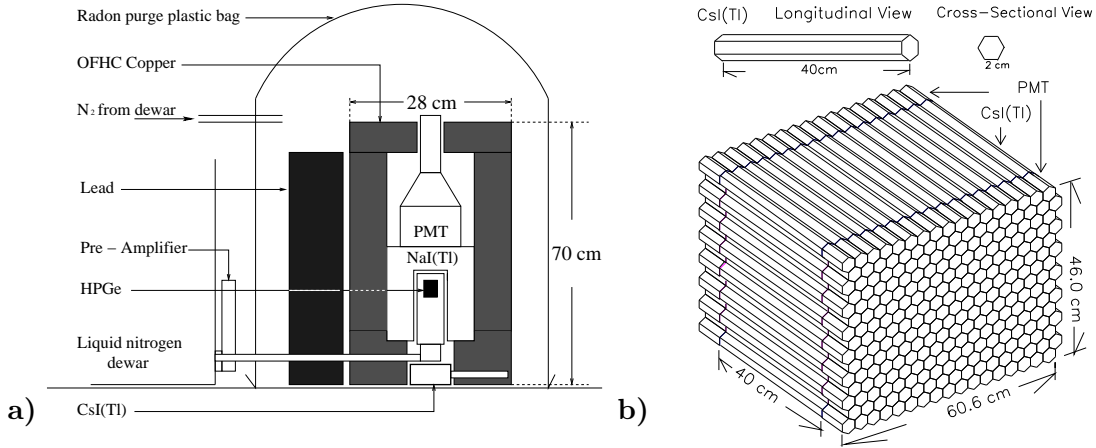 Radon purge plastic bag
OFHC Copper
28 cm
N2 from dewar
Lead
PMT
70 cm
Pre – Amplifier
NaI(Tl)
HPGe
Liquid nitrogen
dewar
CsI(Tl)
a)
CsI(Tl) Longitudinal View Cross-Sectional View
40cm
2 cm
PMT
CsI(Tl)
46.0 cm
40 cm
60.6 cm
b)